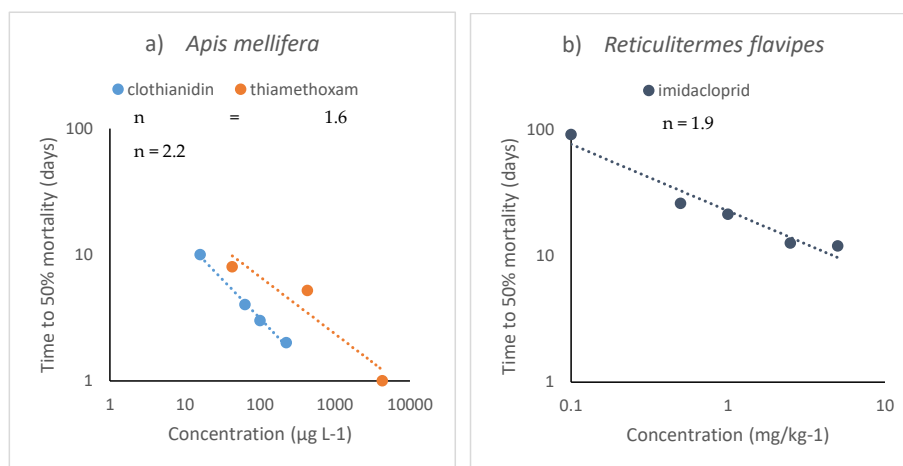 a) Apis mellifera
clothianidin thiamethoxam
n = 1.6
n = 2.2
100
10
1
Time to 50% mortality (days)
1 10 100 1000 10000
Concentration (µg L-1)
b) Reticulitermes flavipes
imidacloprid
n = 1.9
100
10
1
Time to 50% mortality (days)
0.1 1 10
Concentration (mg/kg-1)